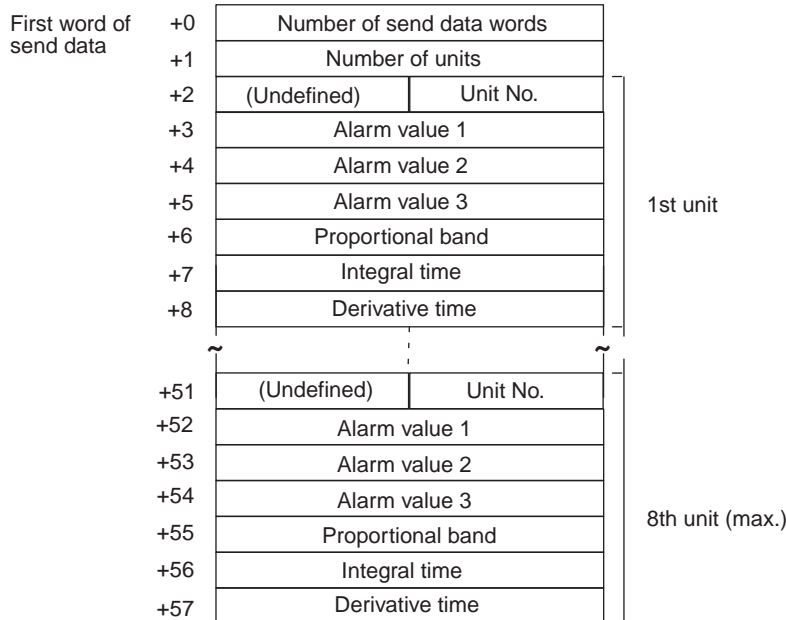 First word of
send data
+0 Number of send data words
+1 Number of units
+2 (Undefined) Unit No.
+3 Alarm value 1
+4 Alarm value 2
+5 Alarm value 3
1st unit
+6 Proportional band
+7 Integral time
+8 Derivative time
~ ~
+51 (Undefined) Unit No.
+52 Alarm value 1
+53 Alarm value 2
+54 Alarm value 3
8th unit (max.)
+55 Proportional band
+56 Integral time
+57 Derivative time